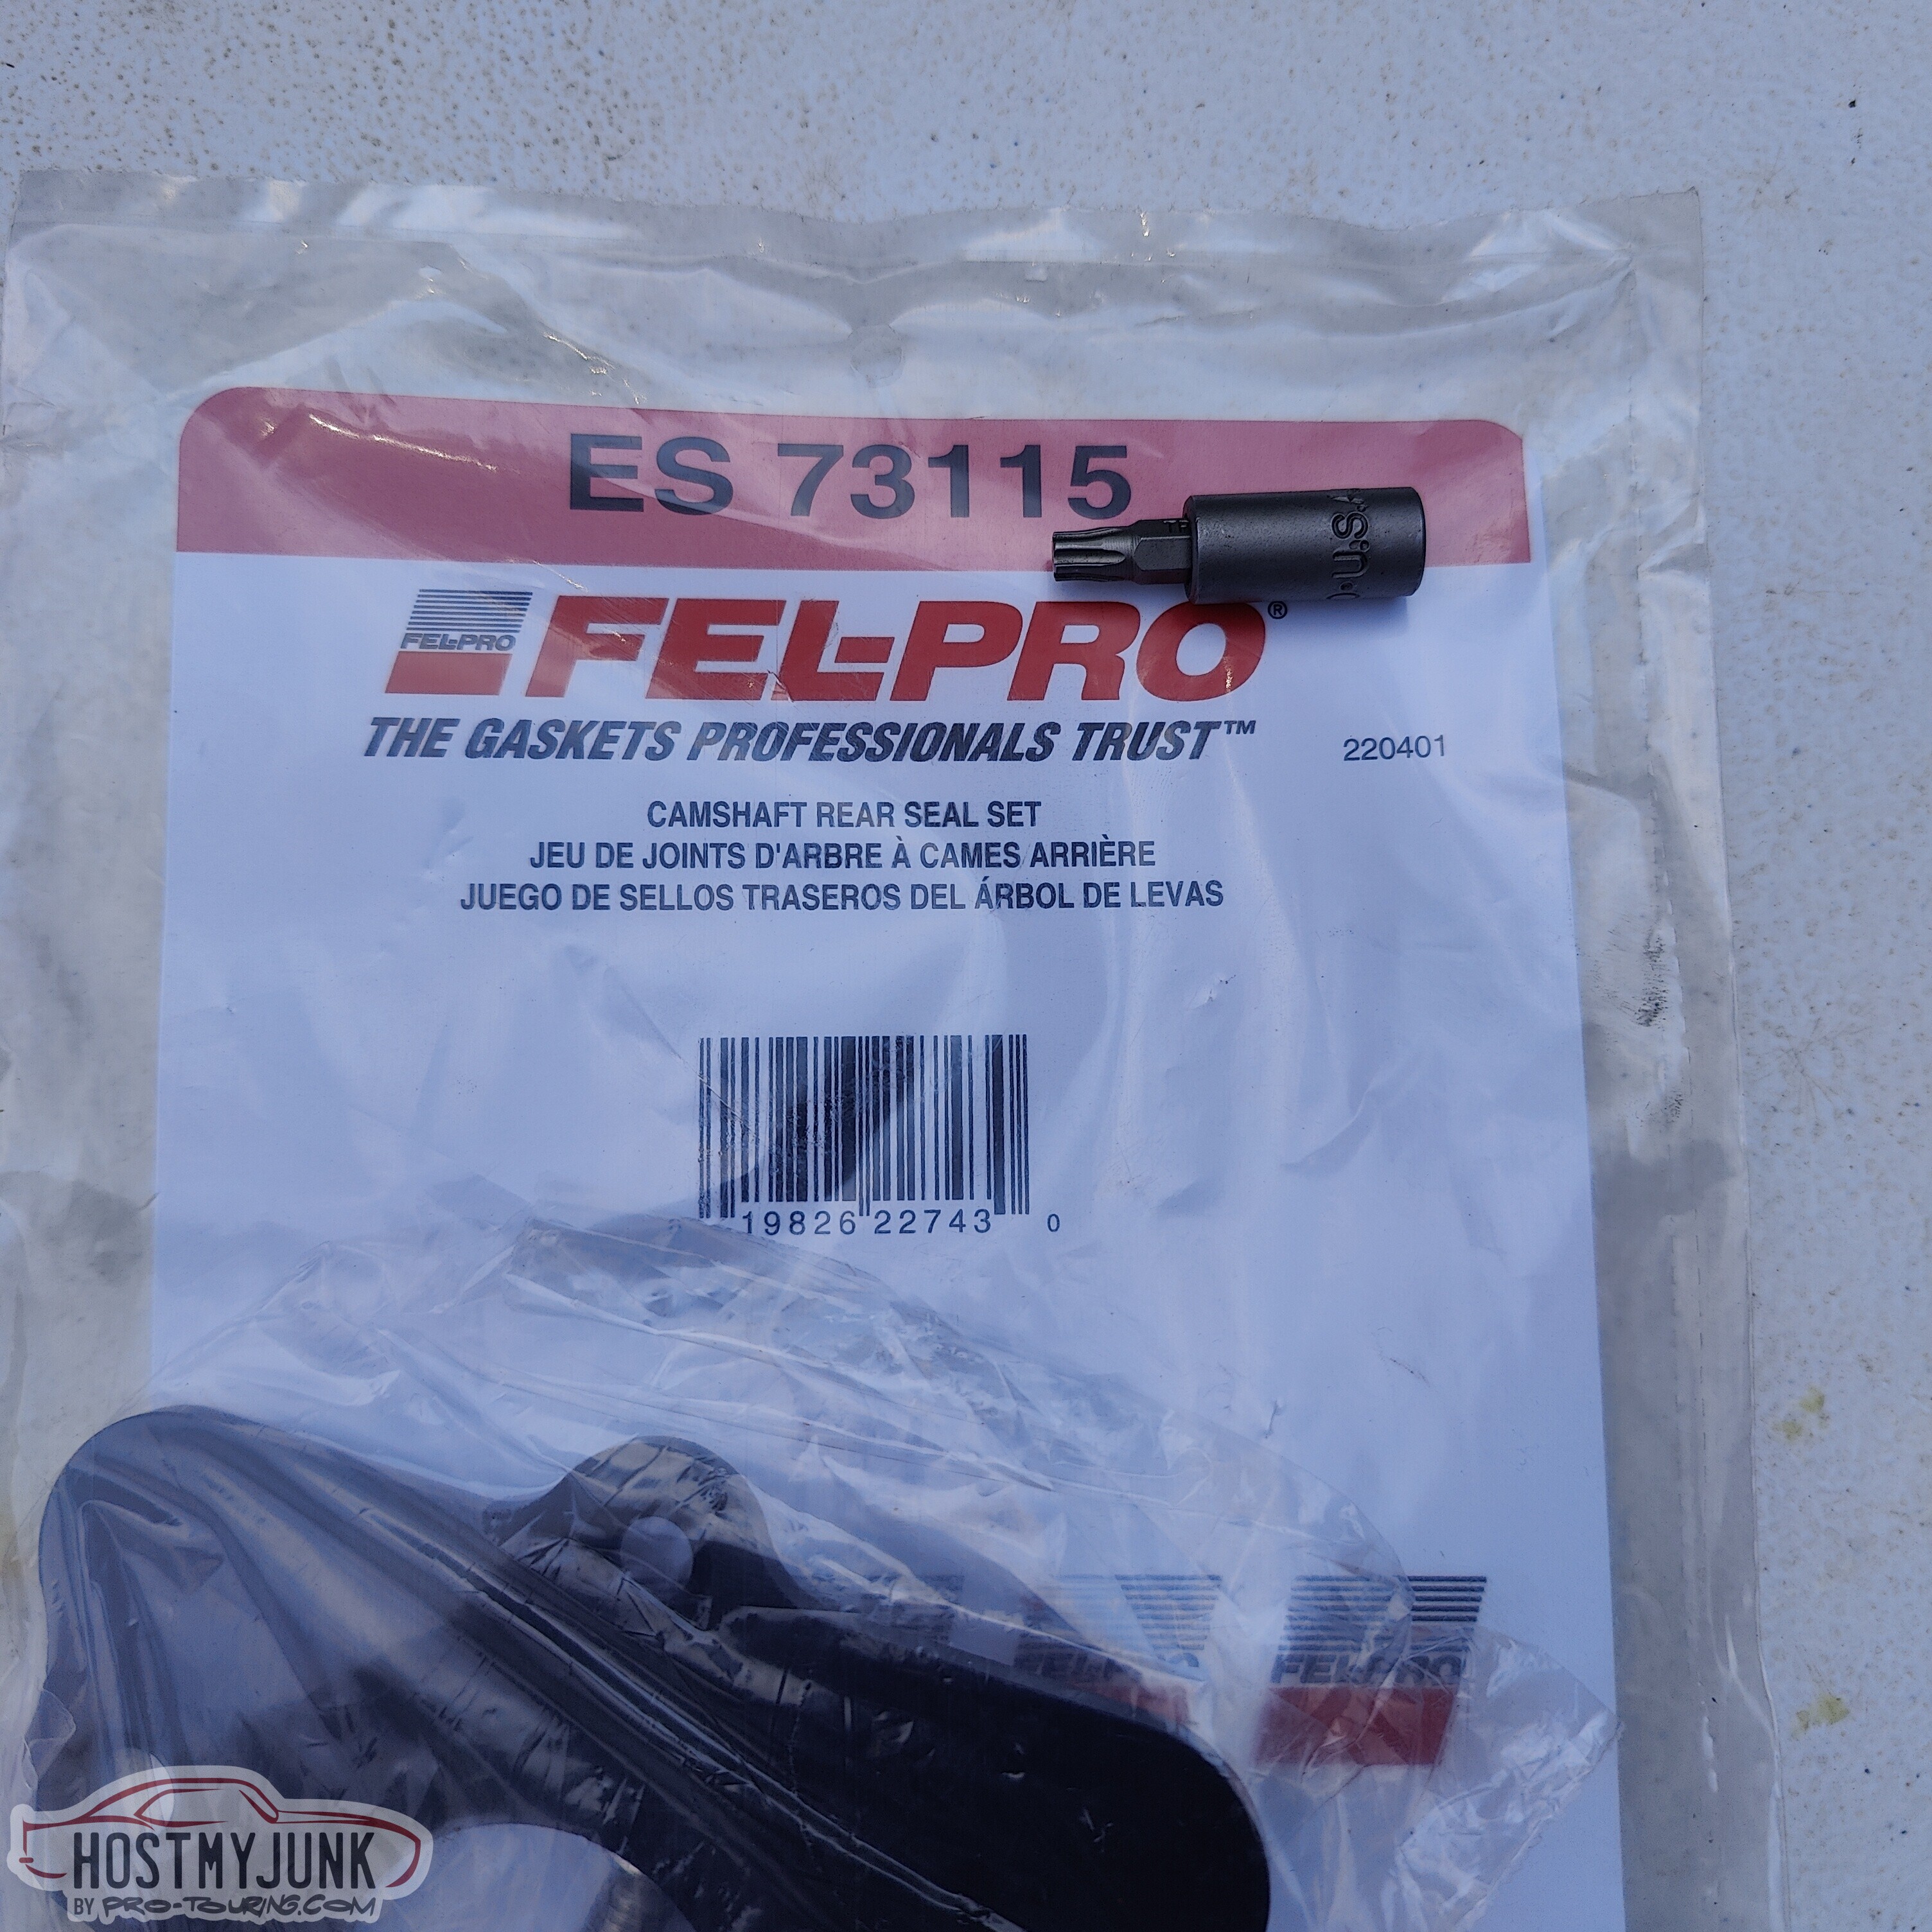 ES 73115
FEL-PRO
FEL-PRO®
THE GASKETS PROFESSIONALS TRUST™
220401
CAMSHAFT REAR SEAL SET
JEU DE JOINTS D'ARBRE À CAMES ARRIÈRE
JUEGO DE SELLOS TRASEROS DEL ÁRBOL DE LEVAS
19826 22743 0
FEL-PRO
FEL-PRO
HOSTMYJUNK
BY PRO-TOURING.COM